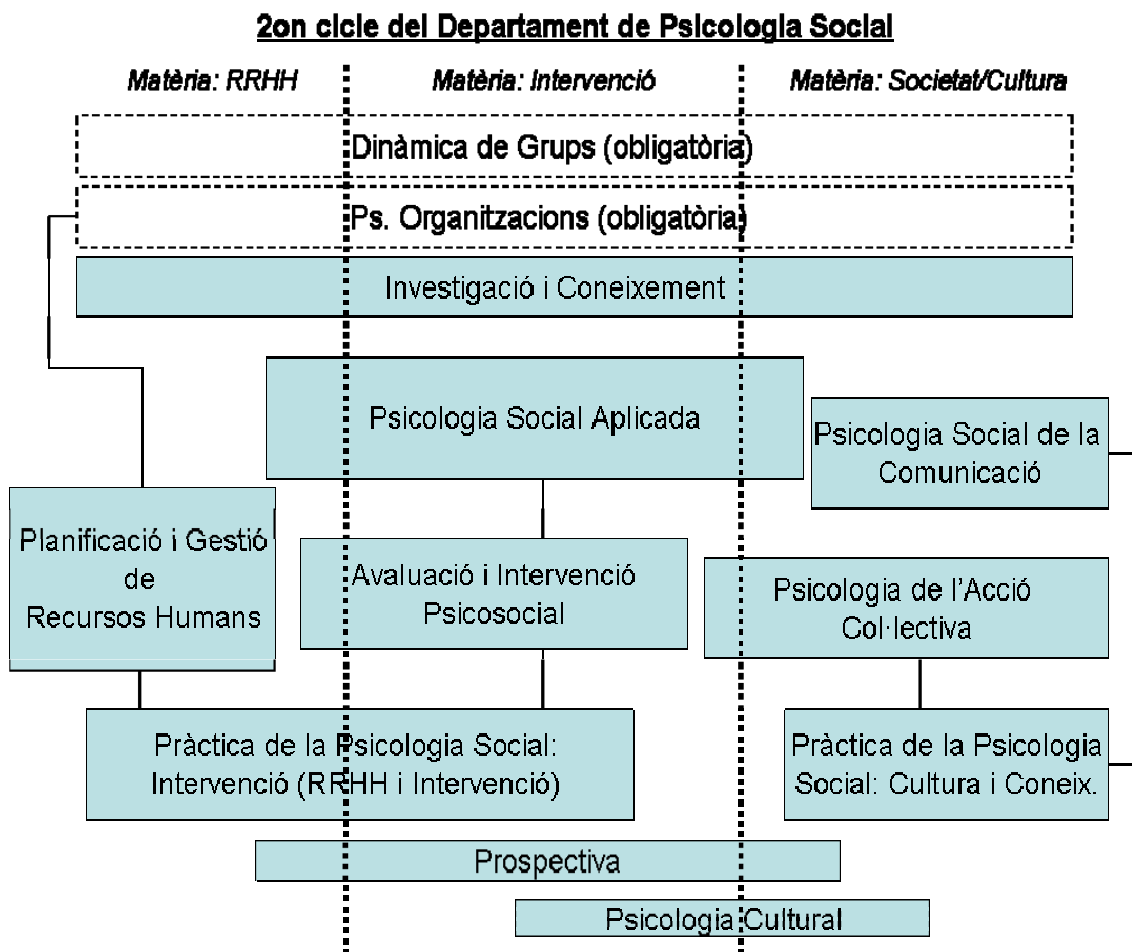 2on cicle del Departament de Psicologia Social
Matèria: RRHH
Matèria: Intervenció
Matèria: Societat/Cultura
Dinàmica de Grups (obligatòria)
Ps. Organitzacions (obligatòria)
Investigació i Coneixement
Psicologia Social Aplicada
Psicologia Social de la
Comunicació
Planificació i Gestió
de
Recursos Humans
Avaluació i Intervenció
Psicosocial
Psicologia de l'Acció
Col·lectiva
Pràctica de la Psicologia Social:
Intervenció (RRHH i Intervenció)
Pràctica de la Psicologia
Social: Cultura i Coneix.
Prospectiva
Psicologia Cultural